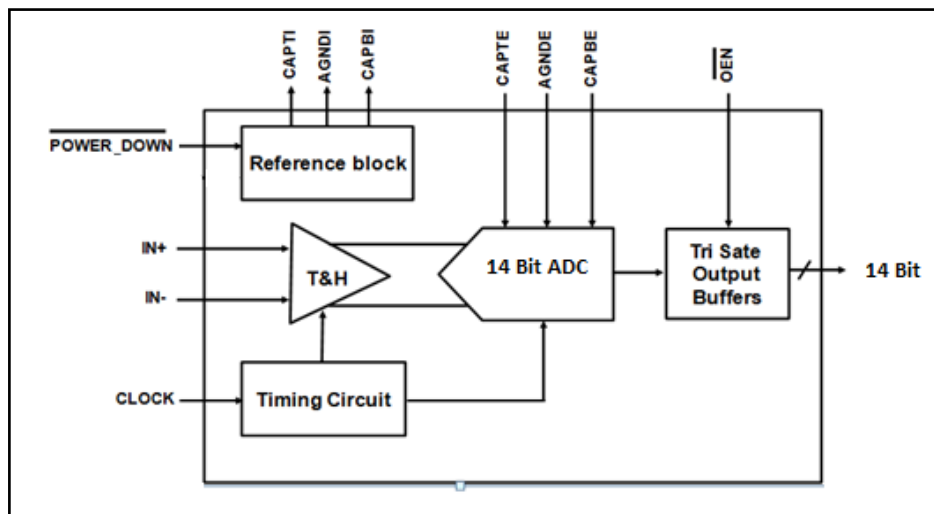 CAPTI
AGNDI
CAPBI
CAPTE
AGNDE
CAPBE
OEN
POWER_DOWN
Reference block
IN+
IN-
T&H
14 Bit ADC
Tri Sate
Output
Buffers
14 Bit
CLOCK
Timing Circuit